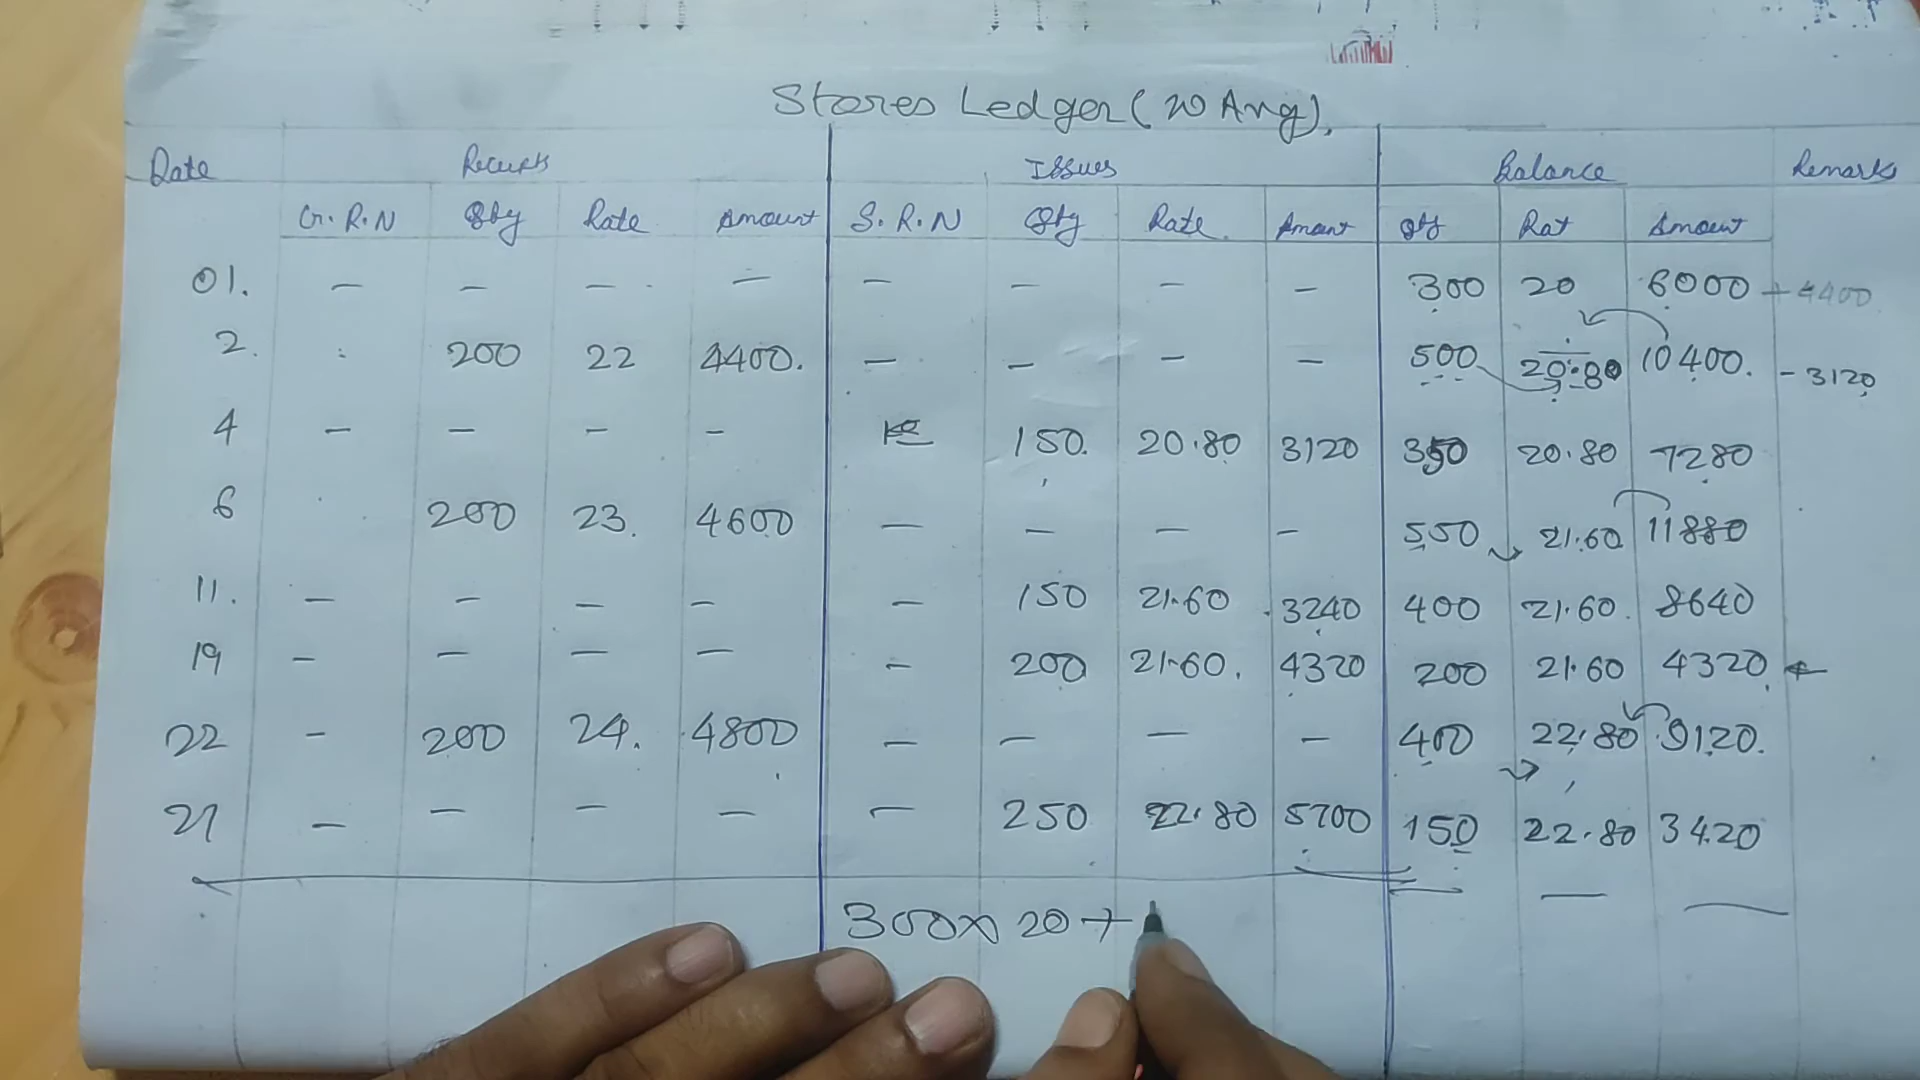 Stores Ledger (W Avg).
Date Receipts Issues Balance Remarks
G.R.N Qty Rate Amount S.R.N Qty Rate. Amount Qty Rat Amount
01. — — — — — — — — 300 20 6000 + 4400
2. 200 22 4400. — — — — 500 20.80 10400. - 3120
4 — — — — 150. 20.80 3120 350 20.80 7280
6 200 23. 4600 — — — — 550 21.60 11880
11. — — — — — 150 21.60 3240 400 21.60. 8640
19 — — — — — 200 21.60. 4320 200 21.60 4320
22 — 200 24. 4800 — — — — 400 22.80 9120.
27 — — — — — 250 22.80 5700 150 22.80 3420
300 × 20 +